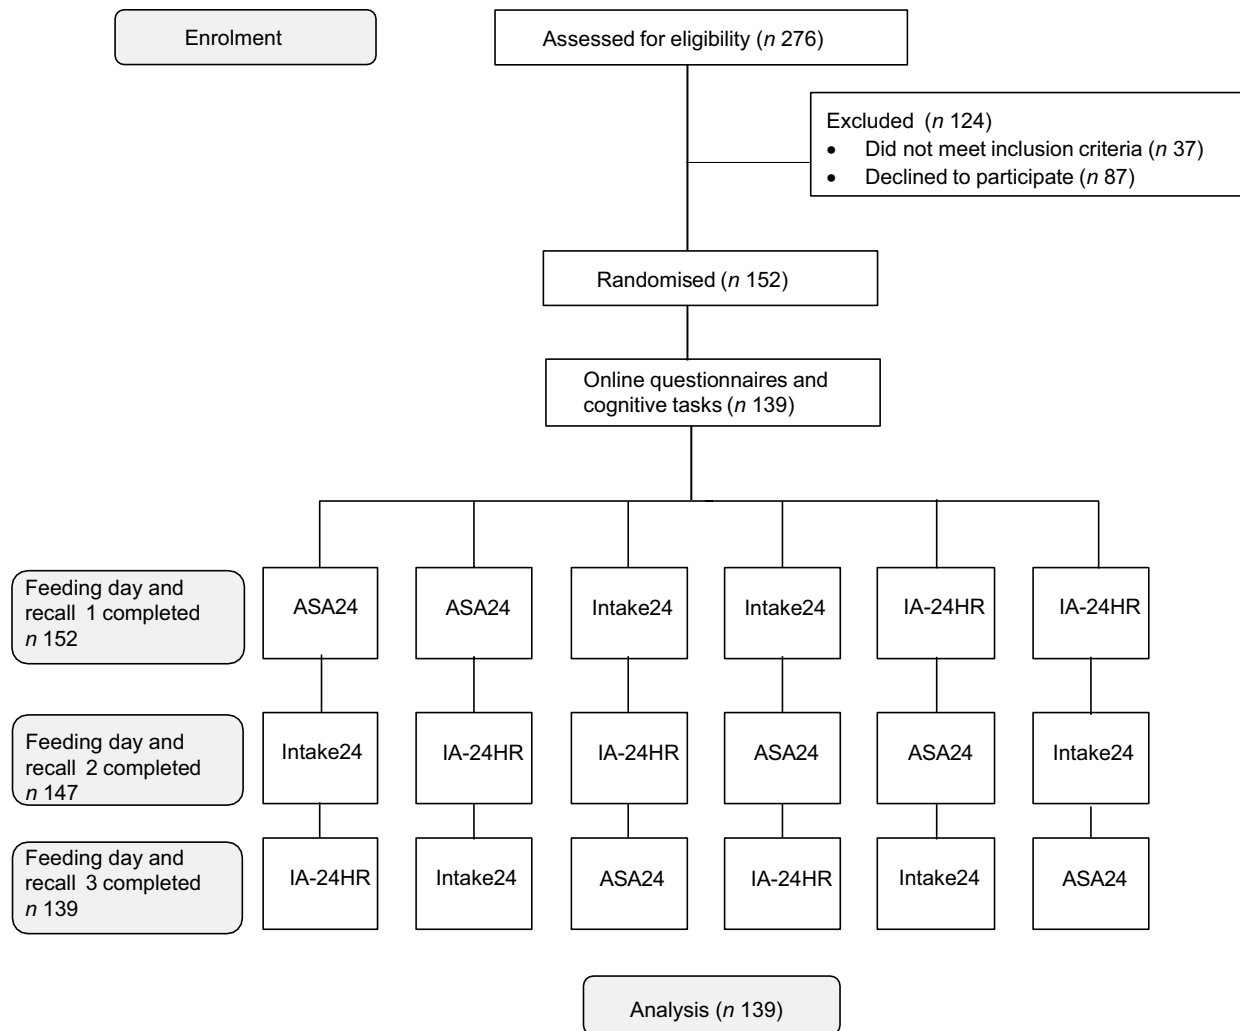 Enrolment
Assessed for eligibility (n 276)
Excluded (n 124)
• Did not meet inclusion criteria (n 37)
• Declined to participate (n 87)
Randomised (n 152)
Online questionnaires and
cognitive tasks (n 139)
Feeding day and
recall 1 completed
n 152
ASA24
ASA24
Intake24
Intake24
IA-24HR
IA-24HR
Feeding day and
recall 2 completed
n 147
Intake24
IA-24HR
IA-24HR
ASA24
ASA24
Intake24
Feeding day and
recall 3 completed
n 139
IA-24HR
Intake24
ASA24
IA-24HR
Intake24
ASA24
Analysis (n 139)